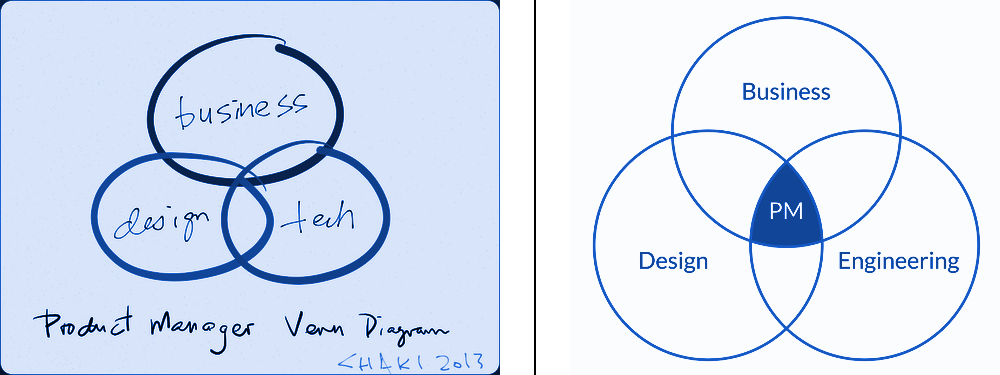 business
design
tech
Product Manager Venn Diagram
CHAKI 2013
Business
PM
Design
Engineering